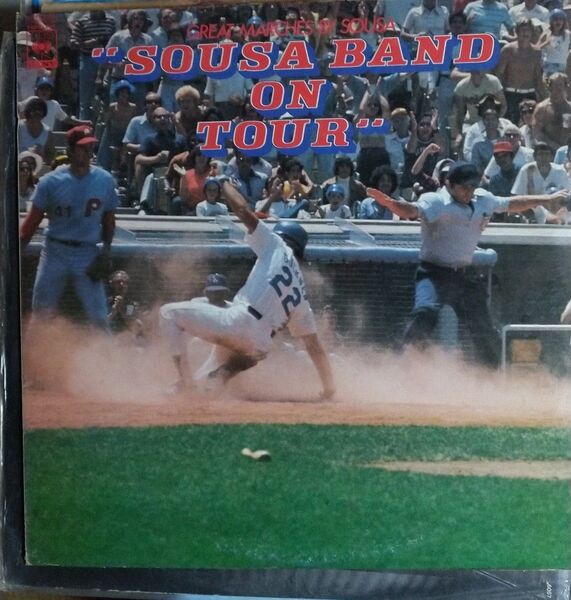 GREAT MARCHES BY SOUSA
"SOUSA BAND
ON
TOUR"
41 P
22